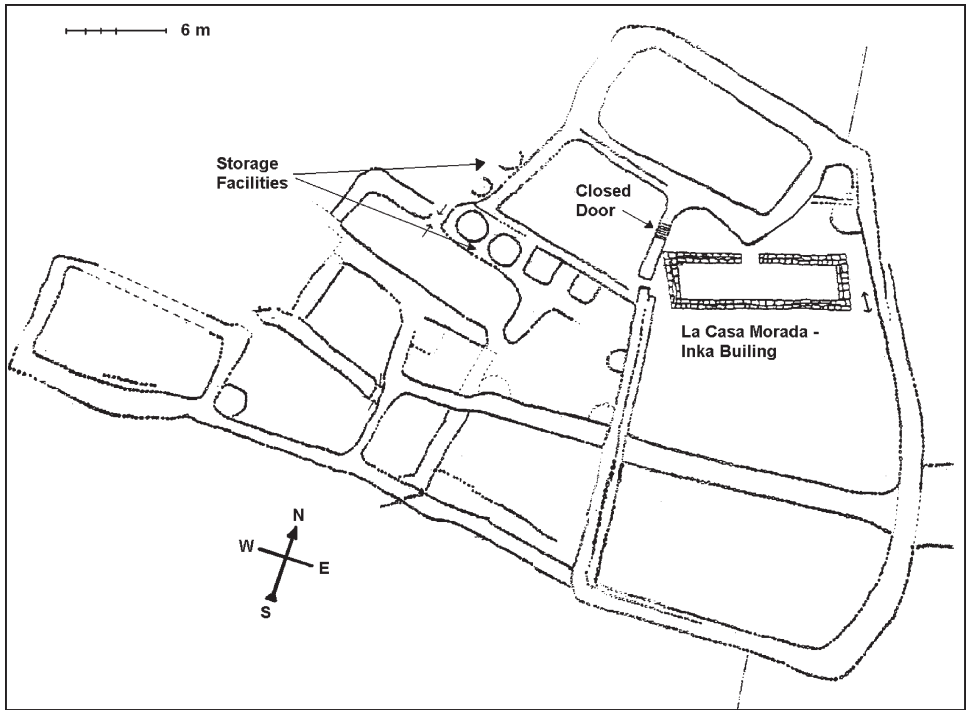 6 m
Storage
Facilities
Closed
Door
La Casa Morada -
Inka Builing
N
W
E
S